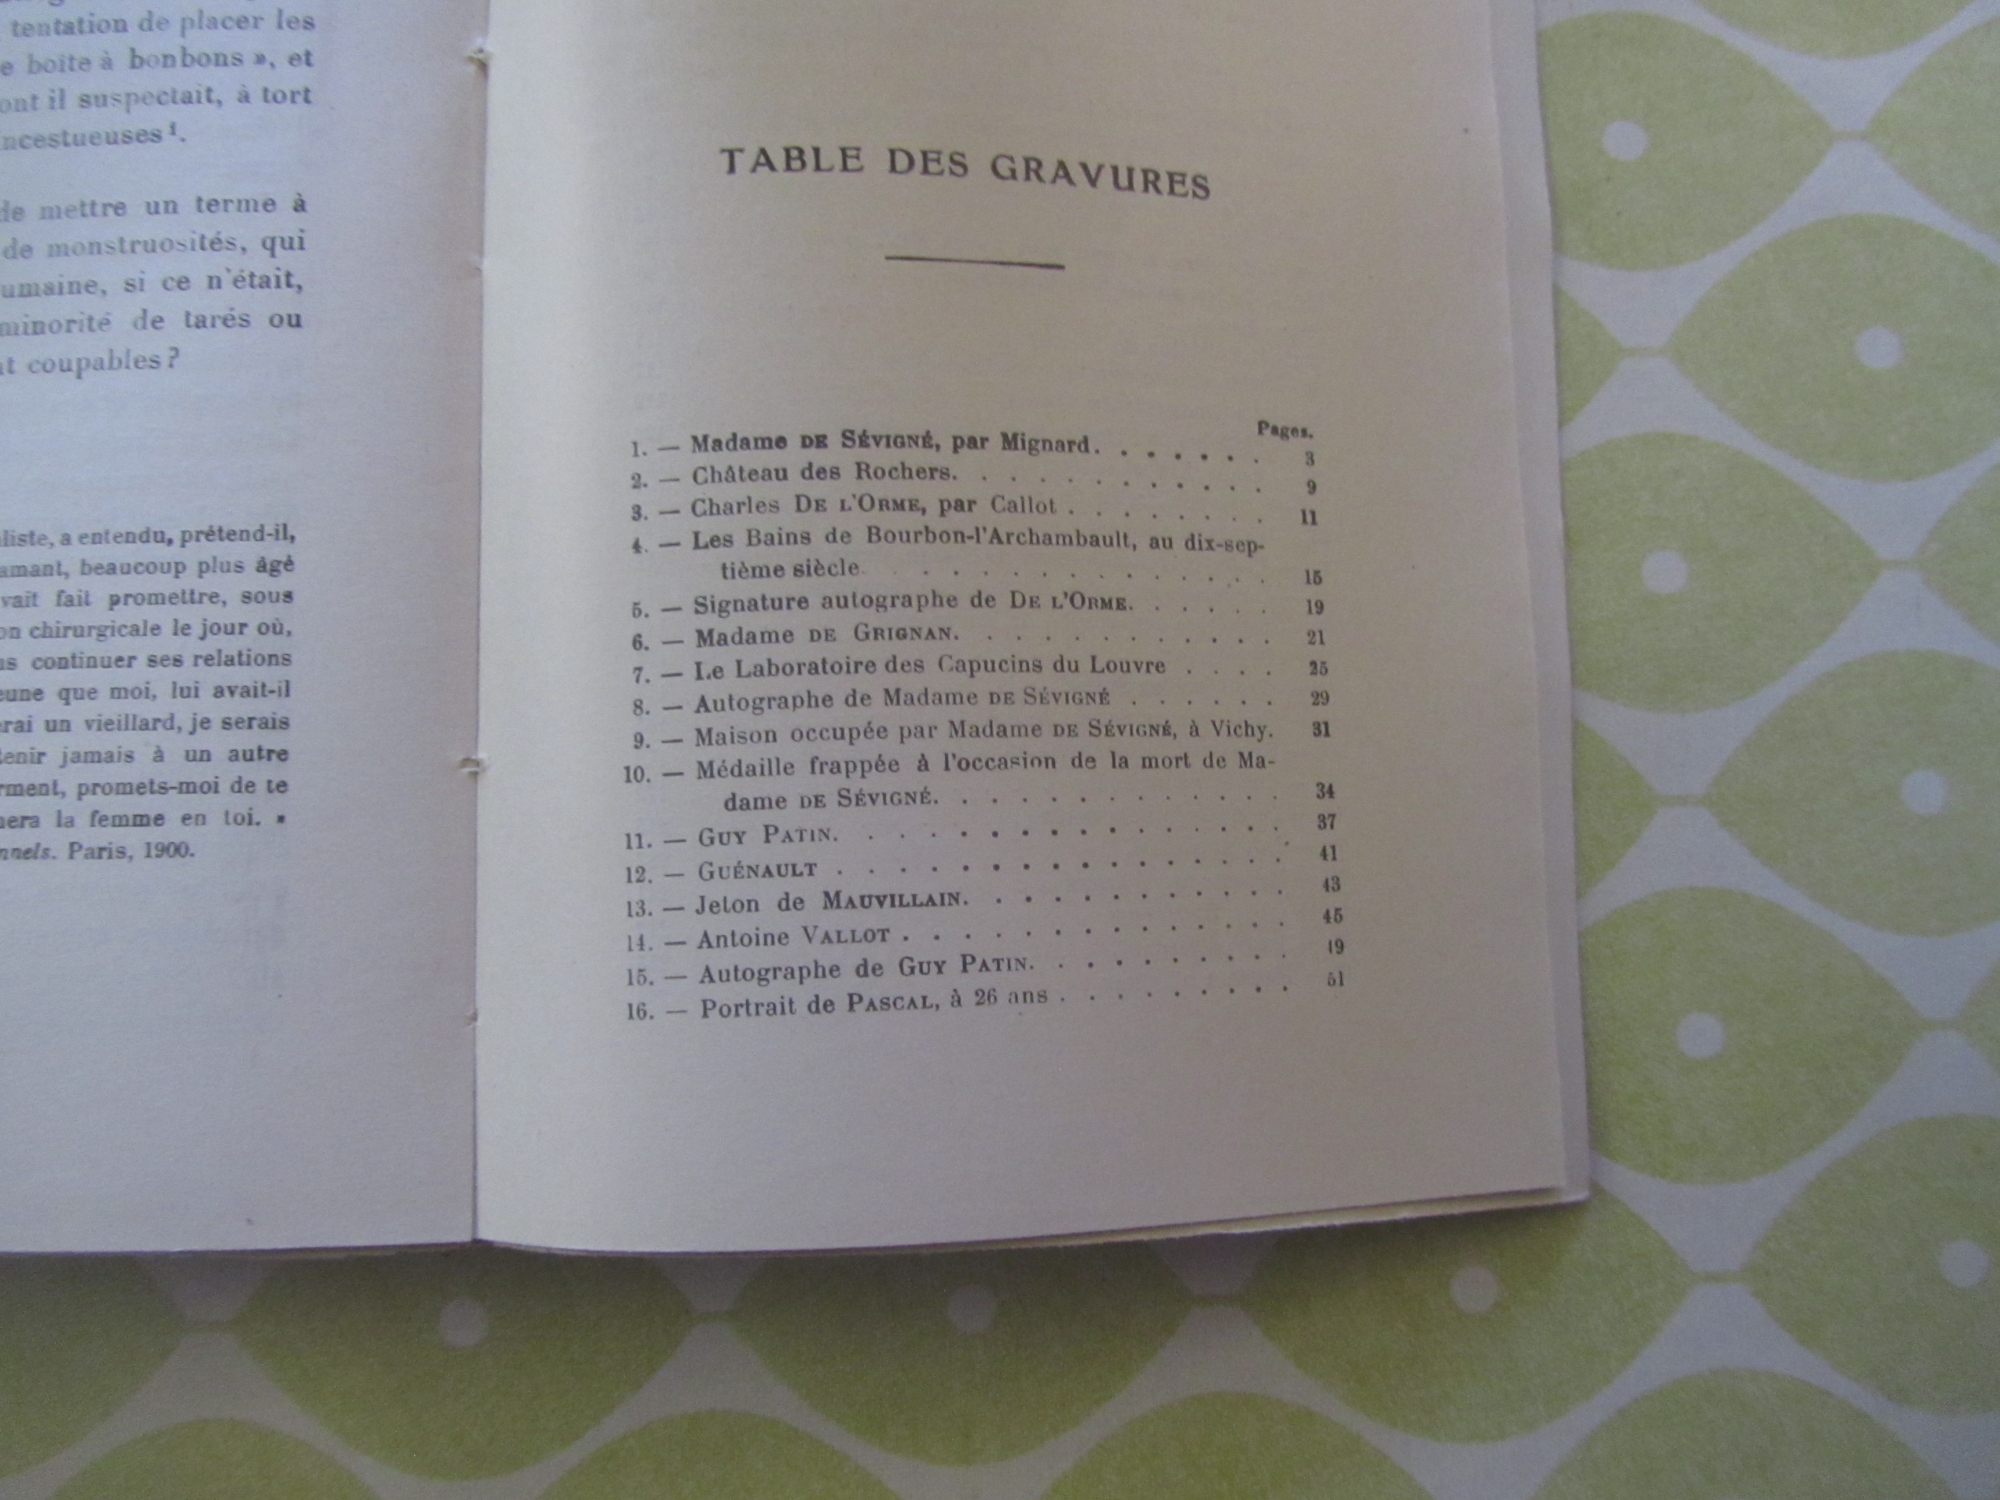 tentation de placer les
e boite à bonbons », et
ont il suspectait, à tort
ncestueuses¹.
de mettre un terme à
de monstruosités, qui
umaine, si ce n'était,
minorité de tarés ou
nt coupables ?
liste, a entendu, prétend-il,
amant, beaucoup plus âgé
vait fait promettre, sous
on chirurgicale le jour où,
us continuer ses relations
eune que moi, lui avait-il
erai un vieillard, je serais
tenir jamais à un autre
rment, promets-moi de te
nera la femme en toi. »
nnels. Paris, 1900.
TABLE DES GRAVURES
Pages.
1. — Madame DE SÉVIGNÉ, par Mignard. . . . . . . 3
2. — Château des Rochers. . . . . . . . . . . 9
3. — Charles DE L'ORME, par Callot . . . . . . . . 11
4. — Les Bains de Bourbon-l'Archambault, au dix-sep-
tième siècle . . . . . . . . . . . . . 15
5. — Signature autographe de DE L'ORME. . . . . . 19
6. — Madame DE GRIGNAN. . . . . . . . . . . 21
7. — Le Laboratoire des Capucins du Louvre . . . . 25
8. — Autographe de Madame DE SÉVIGNÉ . . . . . . 29
9. — Maison occupée par Madame DE SÉVIGNÉ, à Vichy. 31
10. — Médaille frappée à l'occasion de la mort de Ma-
dame DE SÉVIGNÉ. . . . . . . . . . . . 34
11. — GUY PATIN. . . . . . . . . . . . . . . 37
12. — GUÉNAULT . . . . . . . . . . . . . . . 41
13. — Jeton de MAUVILLAIN. . . . . . . . . . . 43
14. — Antoine VALLOT . . . . . . . . . . . . . 45
15. — Autographe de GUY PATIN. . . . . . . . . 49
16. — Portrait de PASCAL, à 26 ans . . . . . . . . 51